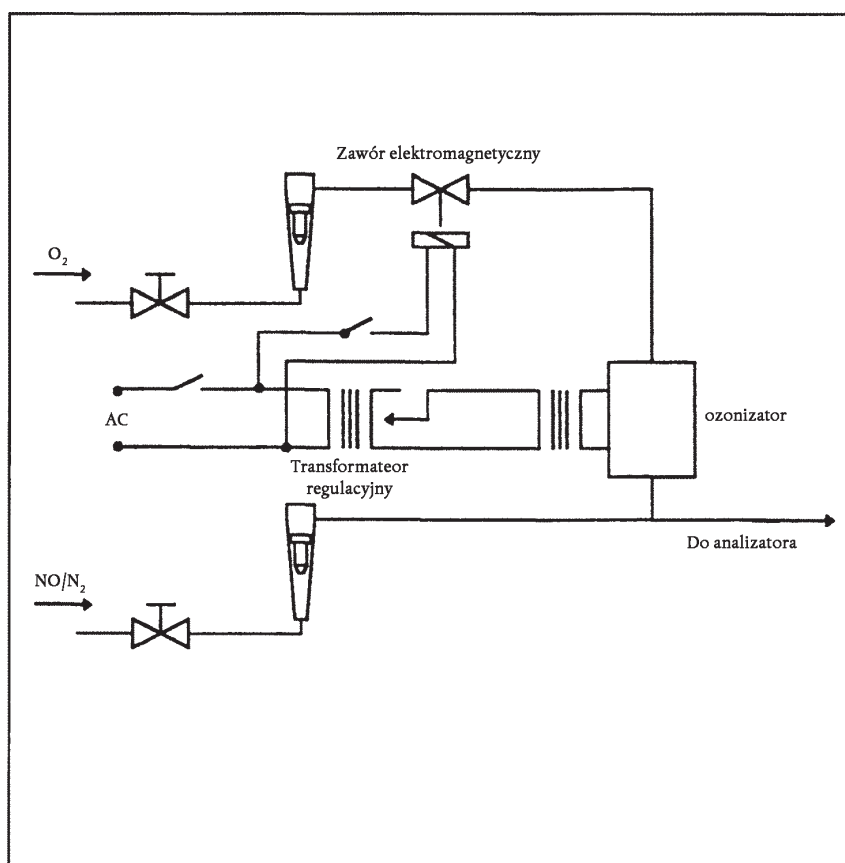 Zawór elektromagnetyczny
O₂
AC
ozonizator
Transformateor
regulacyjny
Do analizatora
NO/N₂